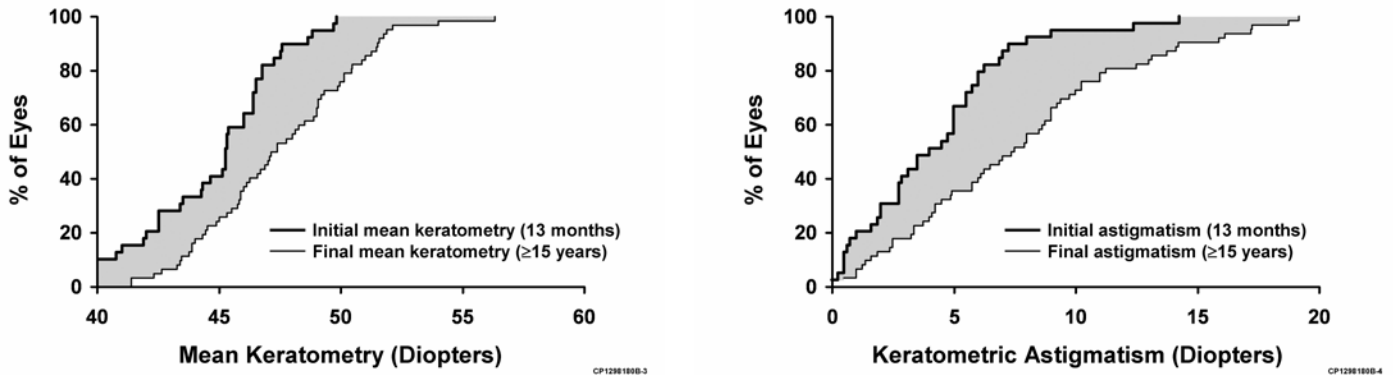 100
80
60
40
20
0
% of Eyes
Initial mean keratometry (13 months)
Final mean keratometry (≥15 years)
40 45 50 55 60
Mean Keratometry (Diopters)
CP1298180B-3
100
80
60
40
20
0
% of Eyes
Initial astigmatism (13 months)
Final astigmatism (≥15 years)
0 5 10 15 20
Keratometric Astigmatism (Diopters)
CP1298180B-4